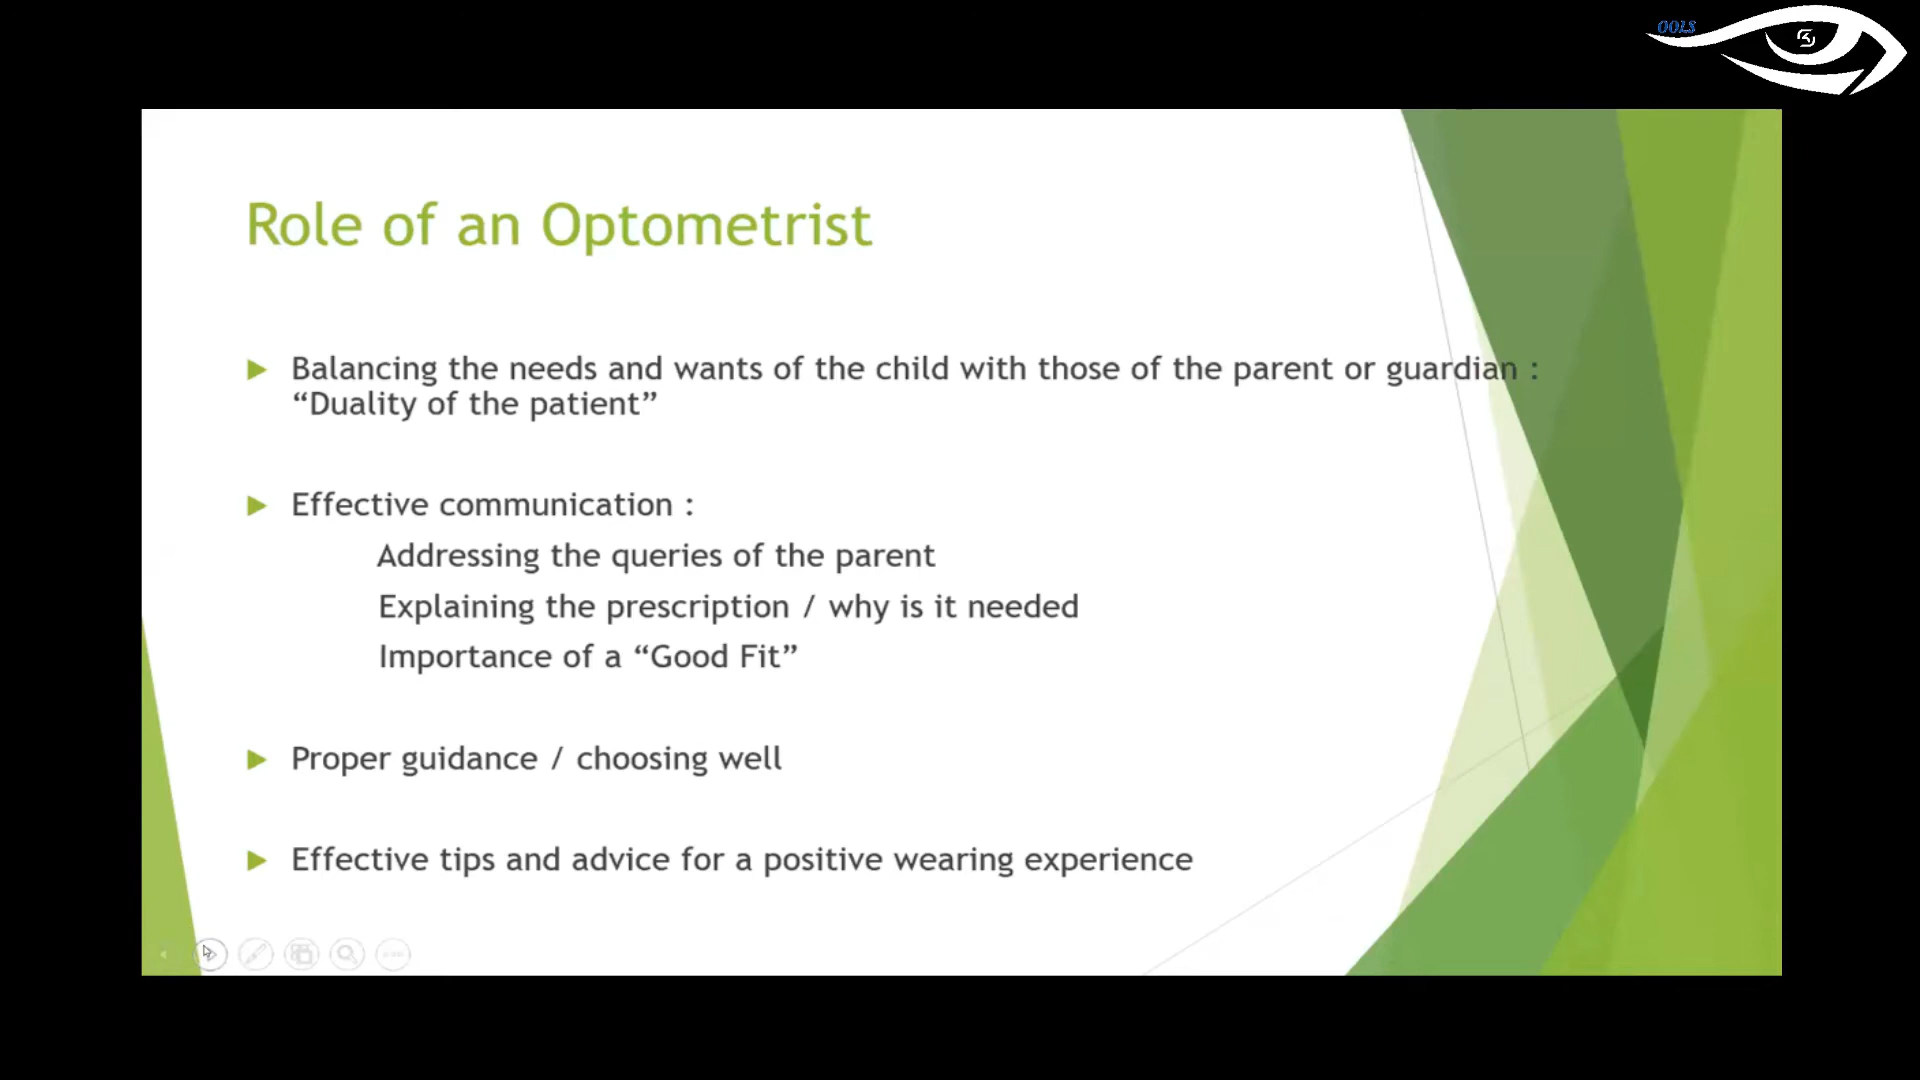 OOLS
Role of an Optometrist
Balancing the needs and wants of the child with those of the parent or guardian :
“Duality of the patient”
Effective communication :
Addressing the queries of the parent
Explaining the prescription / why is it needed
Importance of a “Good Fit”
Proper guidance / choosing well
Effective tips and advice for a positive wearing experience